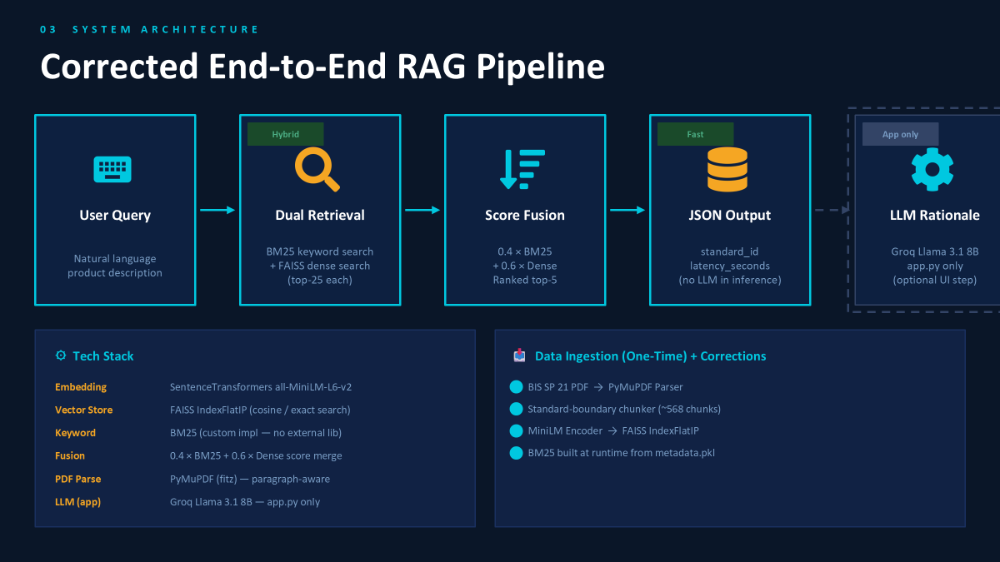 03 SYSTEM ARCHITECTURE
Corrected End-to-End RAG Pipeline
User Query
Natural language
product description
Hybrid
Dual Retrieval
BM25 keyword search
+ FAISS dense search
(top-25 each)
Score Fusion
0.4 × BM25
+ 0.6 × Dense
Ranked top-5
Fast
JSON Output
standard_id
latency_seconds
(no LLM in inference)
App only
LLM Rationale
Groq Llama 3.1 8B
app.py only
(optional UI step)
⚙ Tech Stack
Embedding SentenceTransformers all-MiniLM-L6-v2
Vector Store FAISS IndexFlatIP (cosine / exact search)
Keyword BM25 (custom impl — no external lib)
Fusion 0.4 × BM25 + 0.6 × Dense score merge
PDF Parse PyMuPDF (fitz) — paragraph-aware
LLM (app) Groq Llama 3.1 8B — app.py only
📥 Data Ingestion (One-Time) + Corrections
BIS SP 21 PDF → PyMuPDF Parser
Standard-boundary chunker (~568 chunks)
MiniLM Encoder → FAISS IndexFlatIP
BM25 built at runtime from metadata.pkl